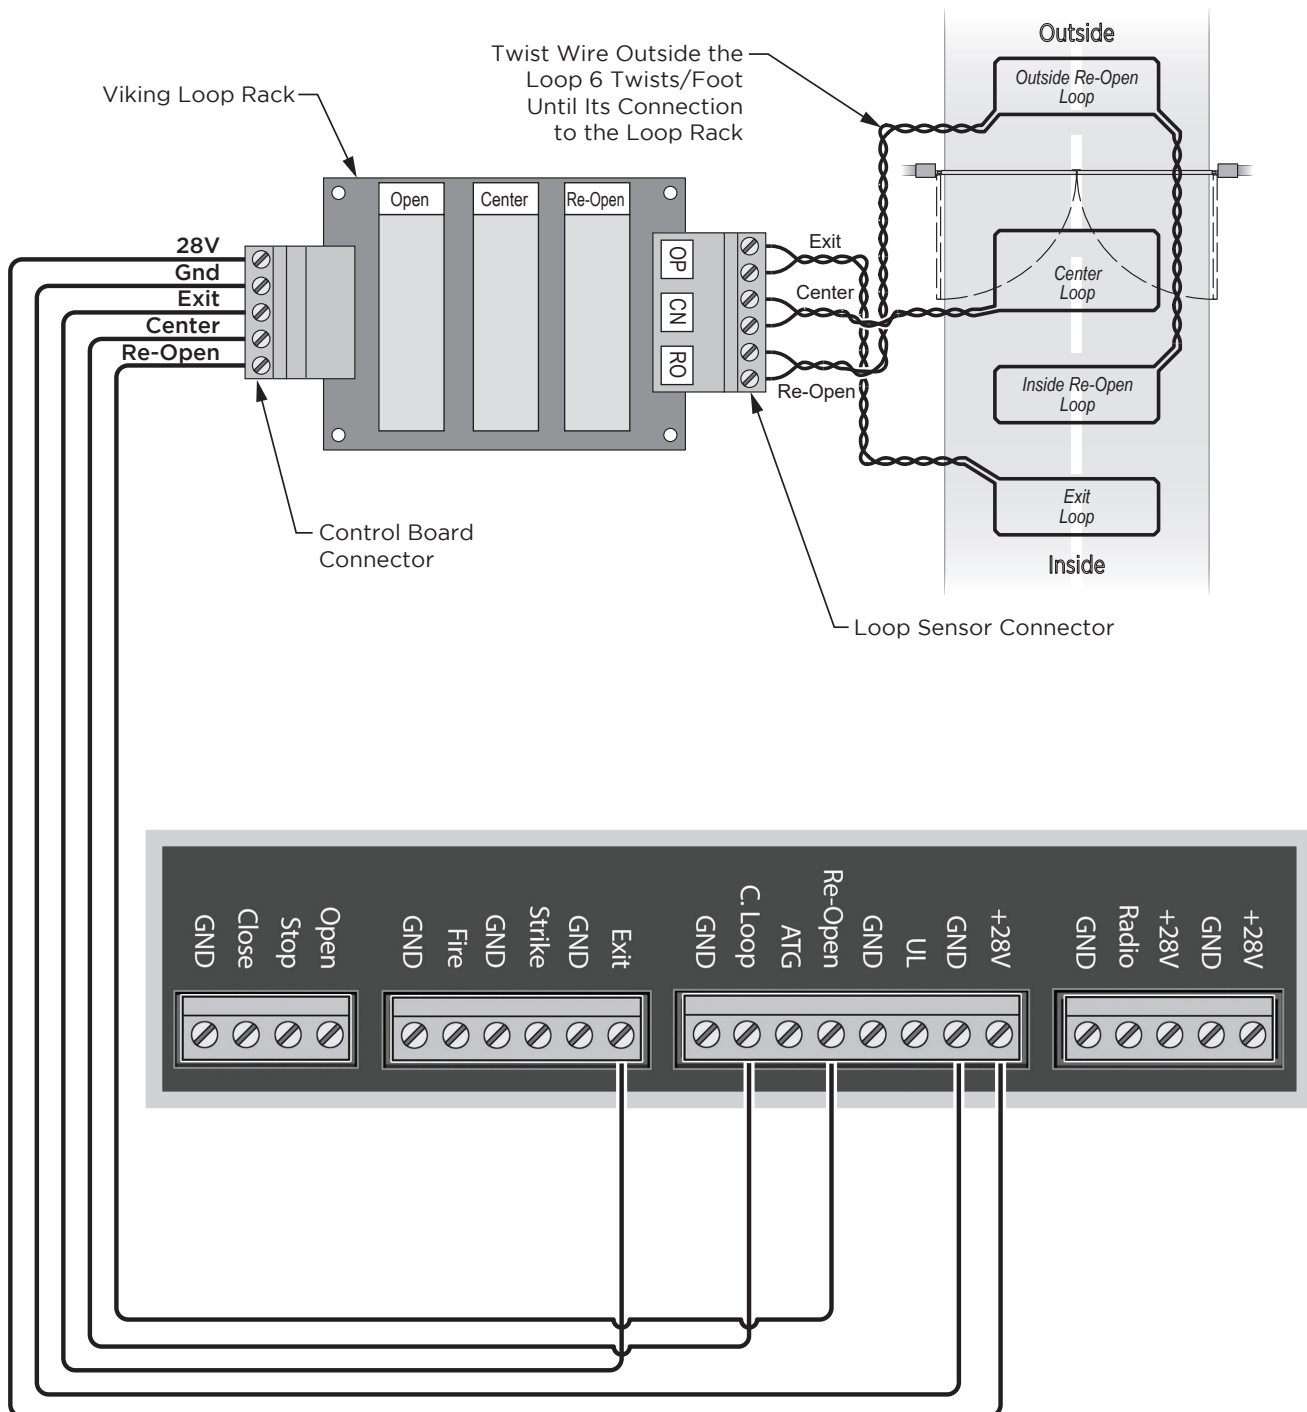 Outside
Twist Wire Outside the
Loop 6 Twists/Foot
Until Its Connection
to the Loop Rack
Outside Re-Open
Loop
Viking Loop Rack
Open
Center
Re-Open
28V
Gnd
Exit
Center
Re-Open
OP
CN
RO
Exit
Center
Re-Open
Center
Loop
Inside Re-Open
Loop
Exit
Loop
Inside
Control Board
Connector
Loop Sensor Connector
GND
Close
Stop
Open
GND
Fire
GND
Strike
GND
Exit
GND
C. Loop
ATG
Re-Open
GND
UL
GND
+28V
GND
Radio
+28V
GND
+28V